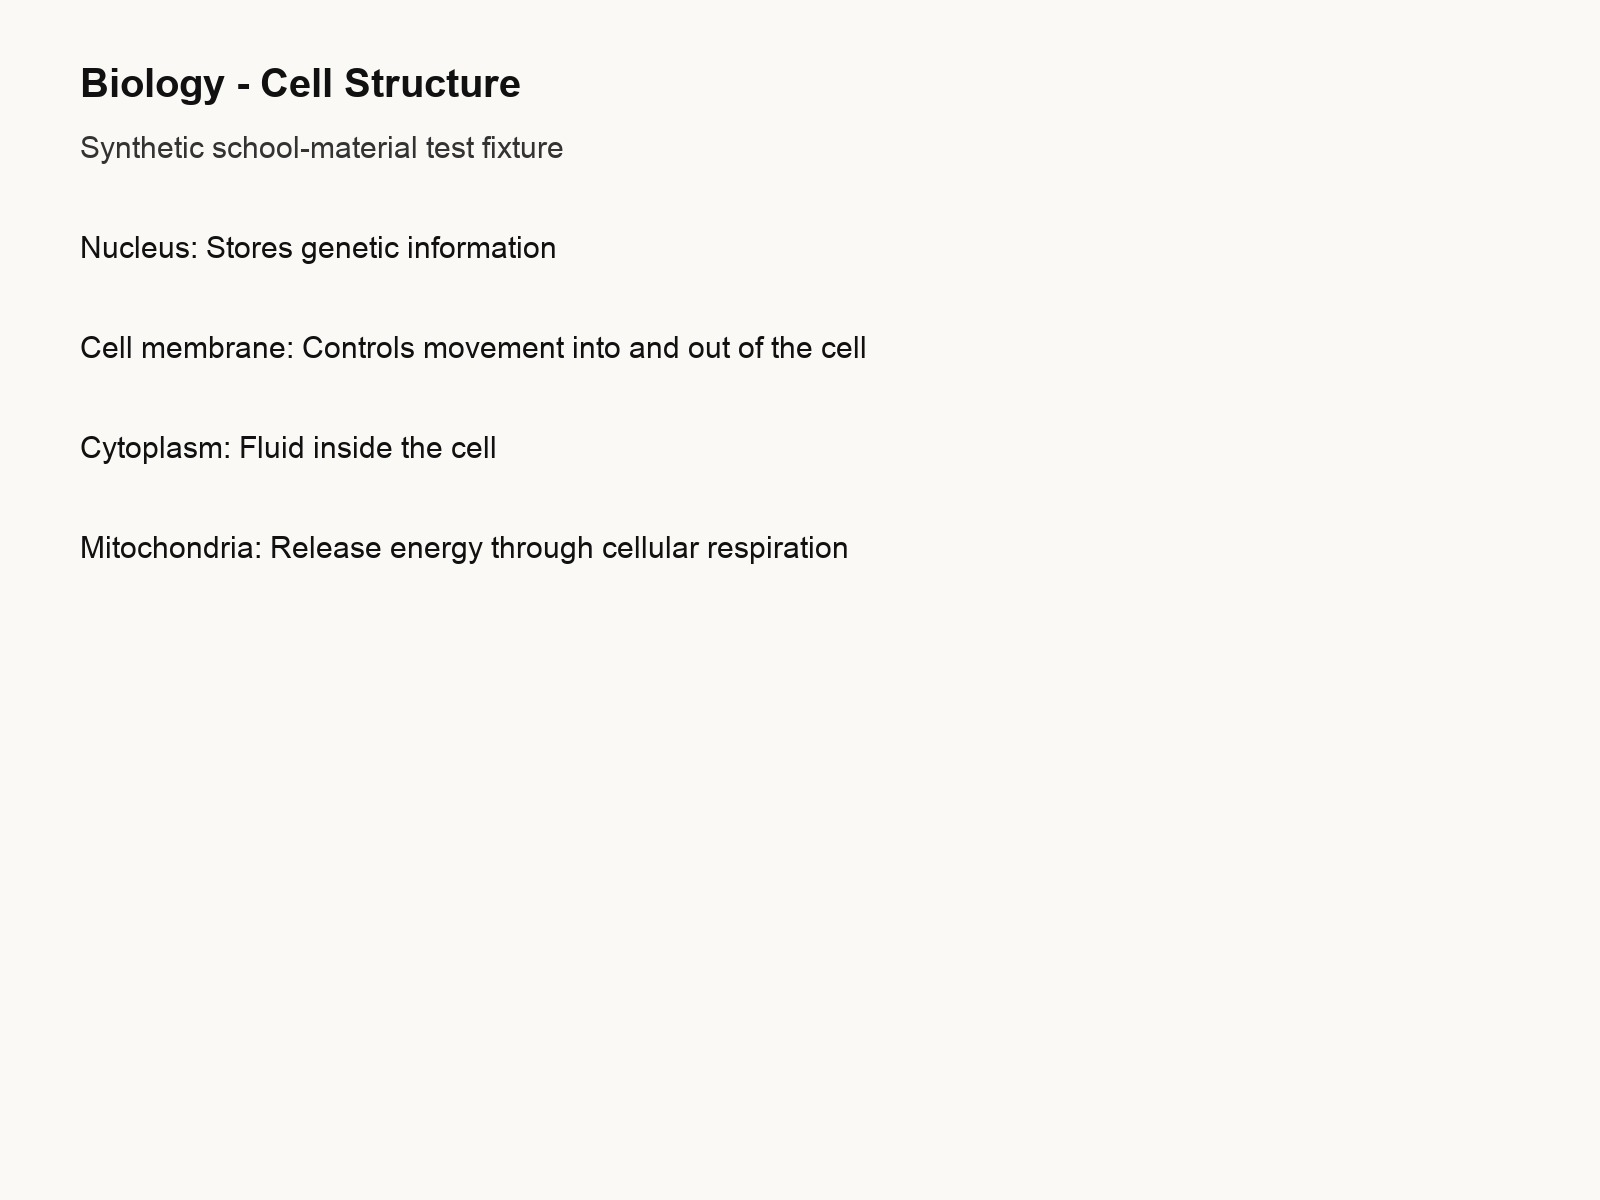 Biology - Cell Structure
Synthetic school-material test fixture
Nucleus: Stores genetic information
Cell membrane: Controls movement into and out of the cell
Cytoplasm: Fluid inside the cell
Mitochondria: Release energy through cellular respiration